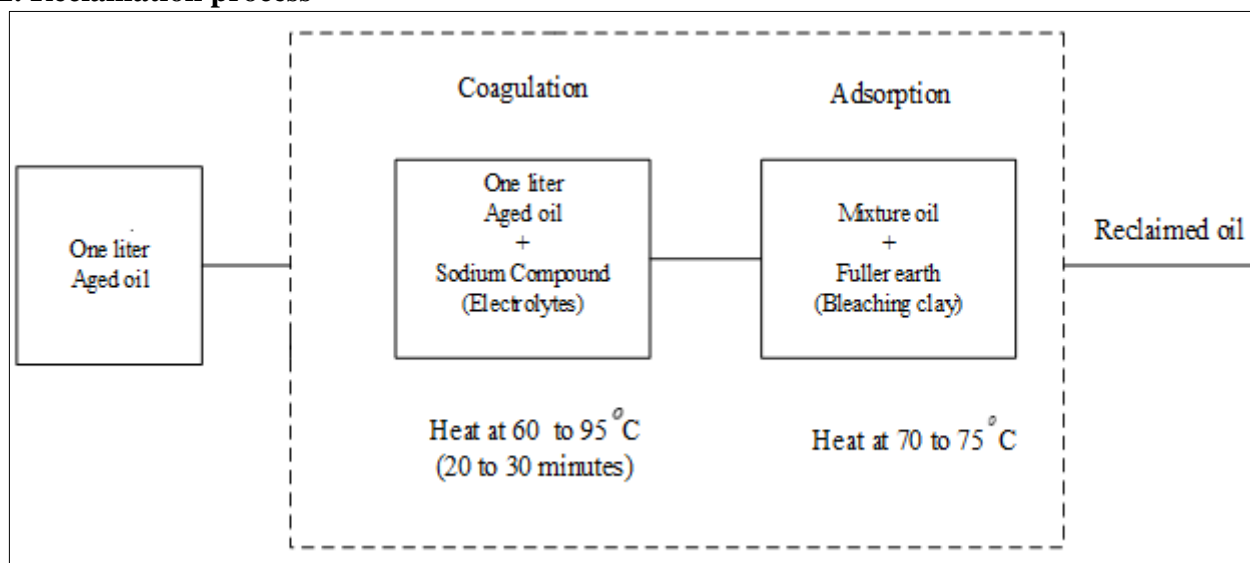 Reclamation process
One liter
Aged oil
Coagulation
One liter
Aged oil
+
Sodium Compound
(Electrolytes)
Heat at 60 to 95 °C
(20 to 30 minutes)
Adsorption
Mixture oil
+
Fuller earth
(Bleaching clay)
Heat at 70 to 75 °C
Reclaimed oil